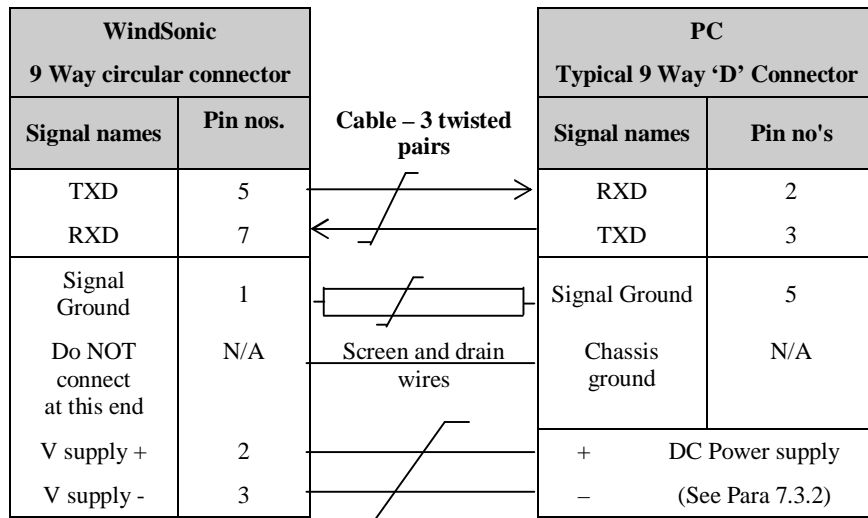 WindSonic
9 Way circular connector
PC
Typical 9 Way ‘D’ Connector
Signal names
Pin nos.
Cable – 3 twisted
pairs
Signal names
Pin no's
TXD 5 RXD 2
RXD 7 TXD 3
Signal
Ground
1
Signal Ground 5
Do NOT
connect
at this end
N/A
Screen and drain
wires
Chassis
ground
N/A
V supply + 2 + DC Power supply
V supply - 3 – (See Para 7.3.2)